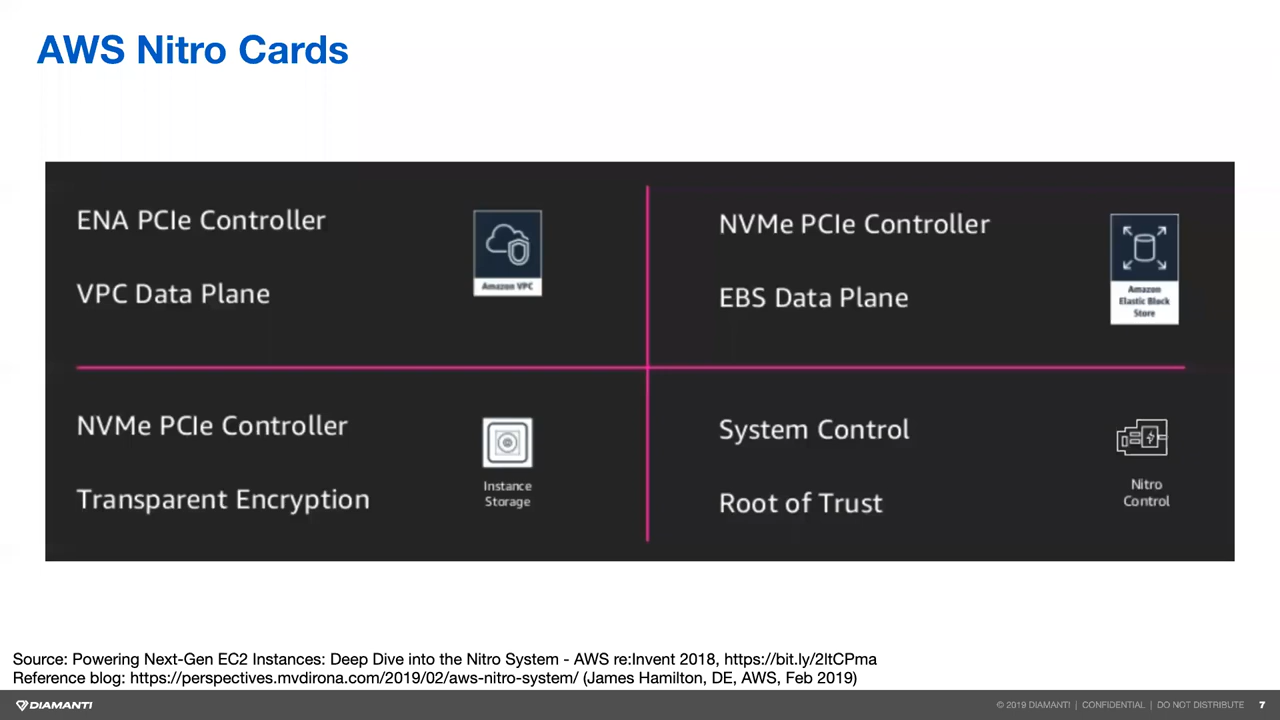 AWS Nitro Cards
ENA PCIe Controller
VPC Data Plane
Amazon VPC
NVMe PCIe Controller
EBS Data Plane
Amazon
Elastic Block
Store
NVMe PCIe Controller
Transparent Encryption
Instance
Storage
System Control
Root of Trust
Nitro
Control
Source: Powering Next-Gen EC2 Instances: Deep Dive into the Nitro System - AWS re:Invent 2018, https://bit.ly/2ltCPma
Reference blog: https://perspectives.mvdirona.com/2019/02/aws-nitro-system/ (James Hamilton, DE, AWS, Feb 2019)
DIAMANTI
© 2019 DIAMANTI | CONFIDENTIAL | DO NOT DISTRIBUTE 7